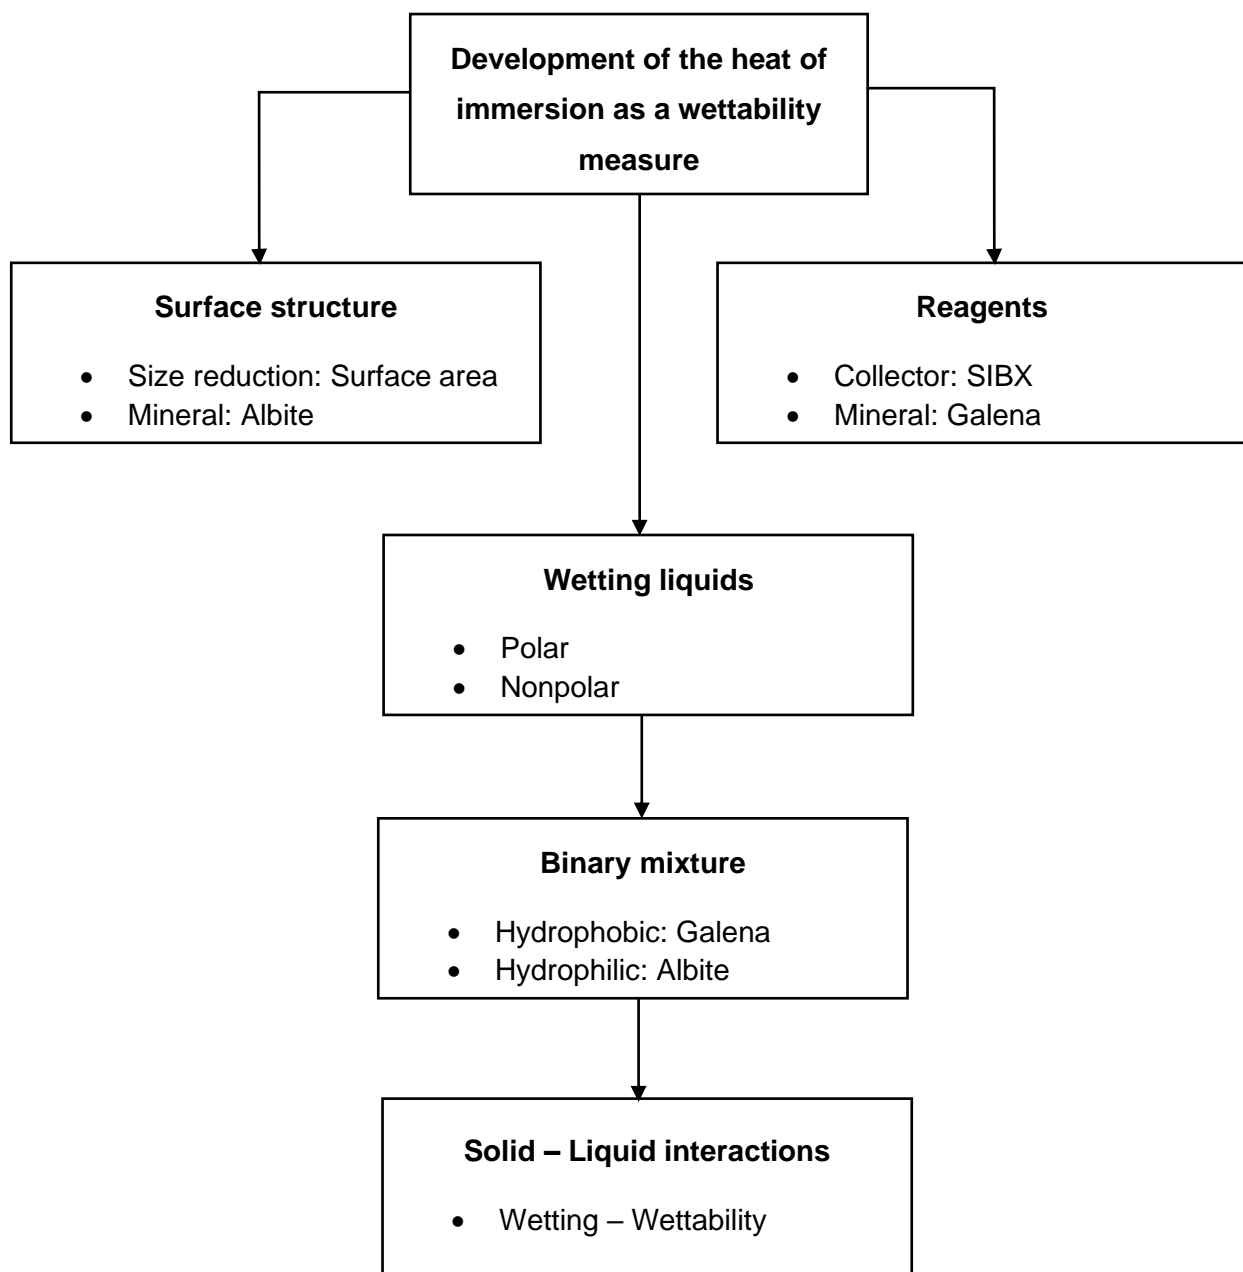 Development of the heat of
immersion as a wettability
measure
Surface structure
• Size reduction: Surface area
• Mineral: Albite
Reagents
• Collector: SIBX
• Mineral: Galena
Wetting liquids
• Polar
• Nonpolar
Binary mixture
• Hydrophobic: Galena
• Hydrophilic: Albite
Solid – Liquid interactions
• Wetting – Wettability